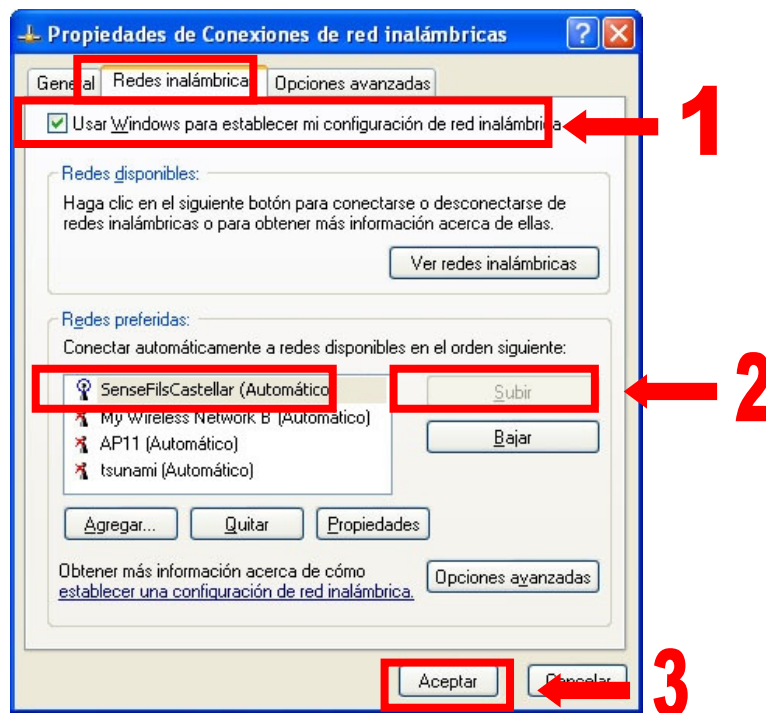 Propiedades de Conexiones de red inalámbricas
General Redes inalámbricas Opciones avanzadas
Usar Windows para establecer mi configuración de red inalámbrica
1
Redes disponibles:
Haga clic en el siguiente botón para conectarse o desconectarse de
redes inalámbricas o para obtener más información acerca de ellas.
Ver redes inalámbricas
Redes preferidas:
Conectar automáticamente a redes disponibles en el orden siguiente:
SenseFilsCastellar (Automático
Subir
2
My Wireless Network B (Automático)
AP11 (Automático)
Bajar
tsunami (Automático)
Agregar... Quitar Propiedades
Obtener más información acerca de cómo
establecer una configuración de red inalámbrica.
Opciones avanzadas
Aceptar Cancelar
3